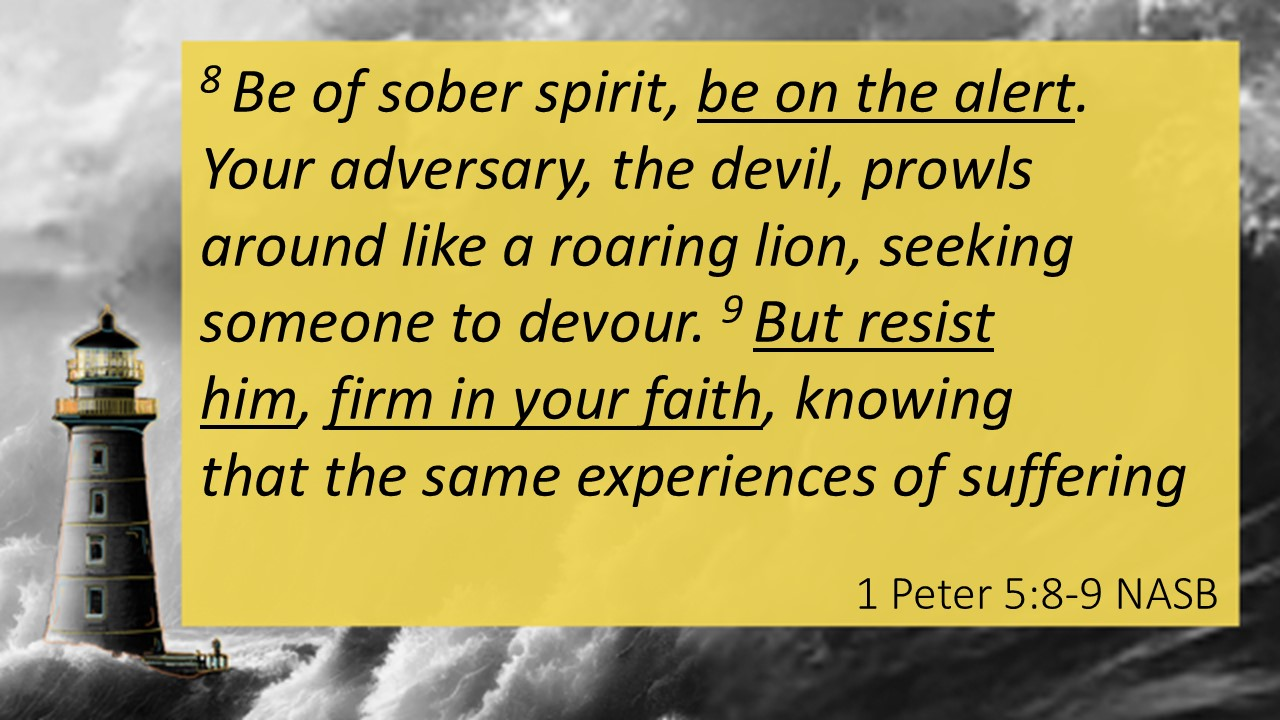 8 Be of sober spirit, be on the alert.
Your adversary, the devil, prowls
around like a roaring lion, seeking
someone to devour. 9 But resist
him, firm in your faith, knowing
that the same experiences of suffering
1 Peter 5:8-9 NASB